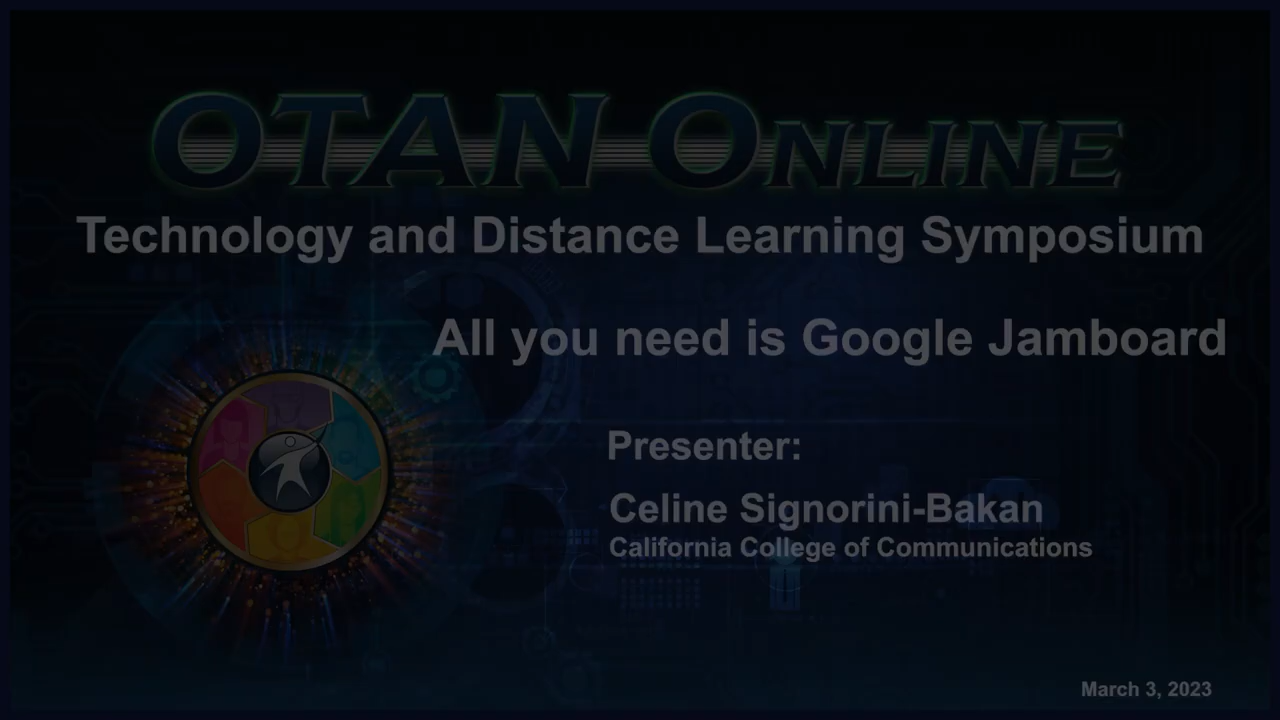 OTAN ONLINE
Technology and Distance Learning Symposium
All you need is Google Jamboard
Presenter:
Celine Signorini-Bakan
California College of Communications
March 3, 2023